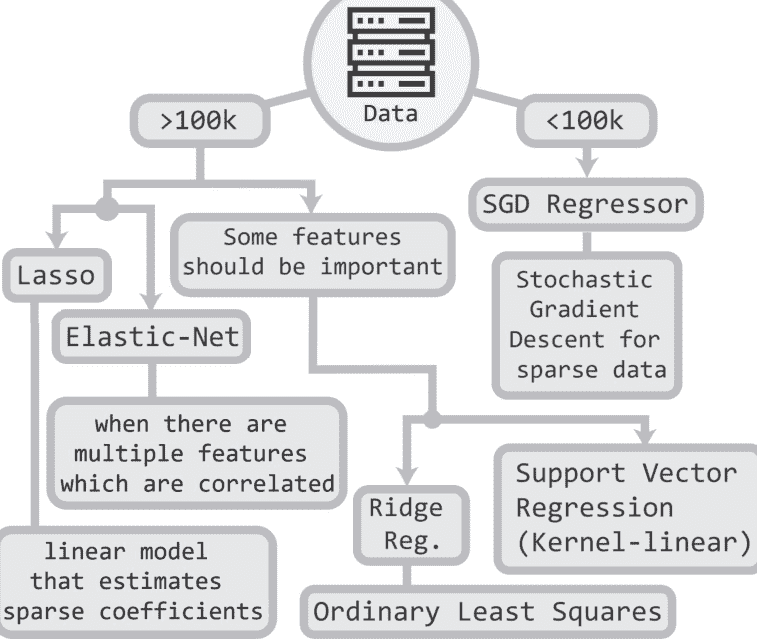 Data
>100k
<100k
SGD Regressor
Some features
should be important
Lasso
Stochastic
Gradient
Descent for
sparse data
Elastic-Net
when there are
multiple features
which are correlated
Support Vector
Regression
(Kernel-linear)
Ridge
Reg.
linear model
that estimates
sparse coefficients
Ordinary Least Squares